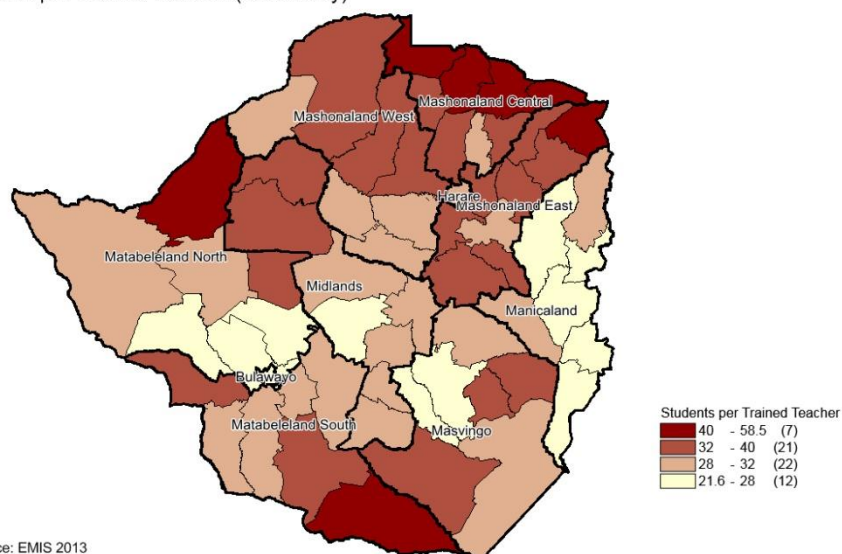 Mashonaland Central
Mashonaland West
Harare
Mashonaland East
Matabeleland North
Midlands
Manicaland
Bulawayo
Matabeleland South
Masvingo
Students per Trained Teacher
40 - 58.5 (7)
32 - 40 (21)
28 - 32 (22)
21.6 - 28 (12)
ce: EMIS 2013